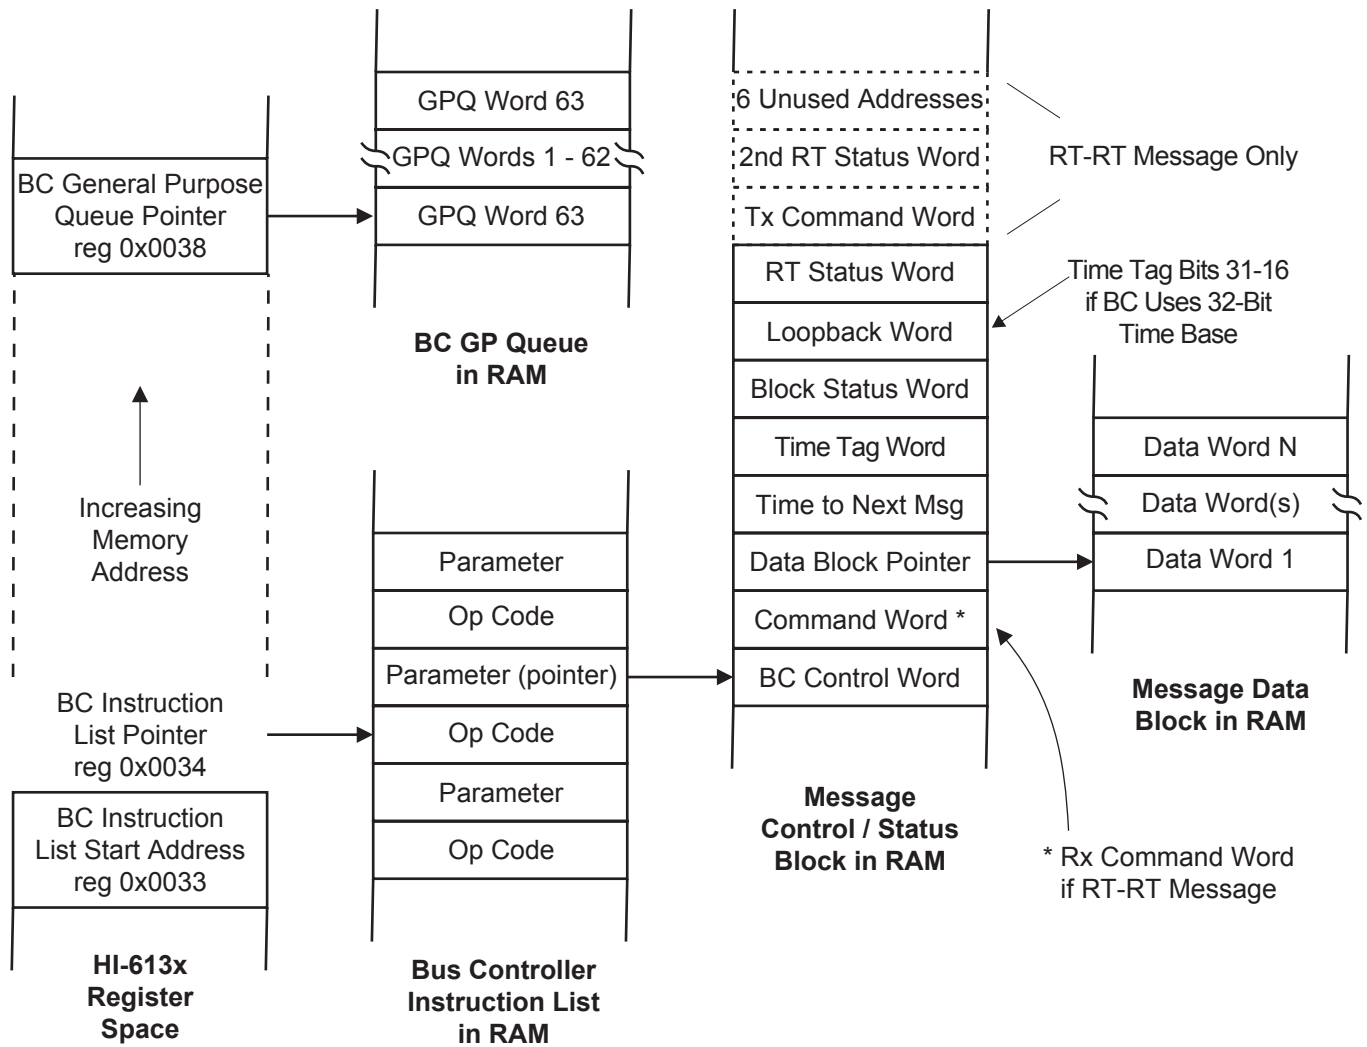 BC General Purpose
Queue Pointer
reg 0x0038
Increasing
Memory
Address
BC Instruction
List Pointer
reg 0x0034
BC Instruction
List Start Address
reg 0x0033
HI-613x
Register
Space
GPQ Word 63
GPQ Words 1 - 62
GPQ Word 63
BC GP Queue
in RAM
Parameter
Op Code
Parameter (pointer)
Op Code
Parameter
Op Code
Bus Controller
Instruction List
in RAM
6 Unused Addresses
2nd RT Status Word
Tx Command Word
RT Status Word
Loopback Word
Block Status Word
Time Tag Word
Time to Next Msg
Data Block Pointer
Command Word *
BC Control Word
Message
Control / Status
Block in RAM
RT-RT Message Only
Time Tag Bits 31-16
if BC Uses 32-Bit
Time Base
Data Word N
Data Word(s)
Data Word 1
Message Data
Block in RAM
* Rx Command Word
if RT-RT Message